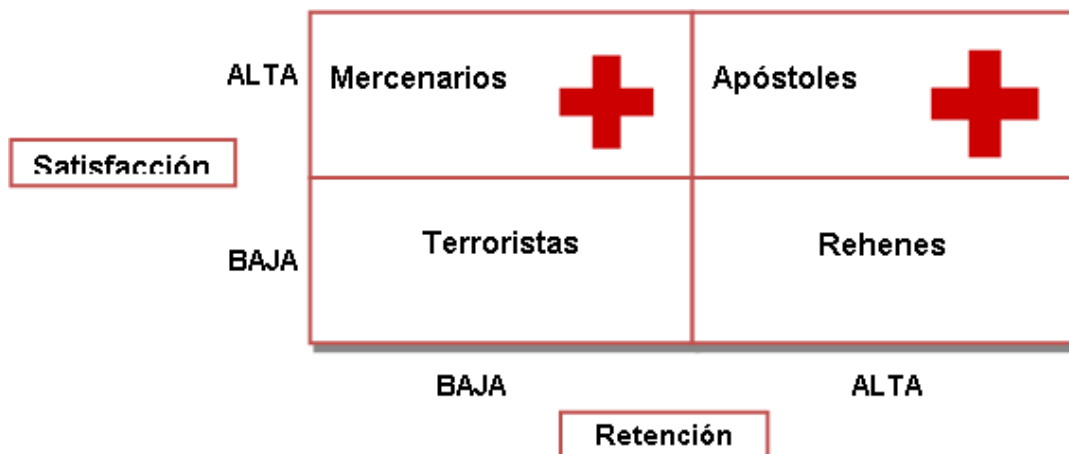 ALTA
Mercenarios
Apóstoles
Satisfacción
BAJA
Terroristas
Rehenes
BAJA
ALTA
Retención